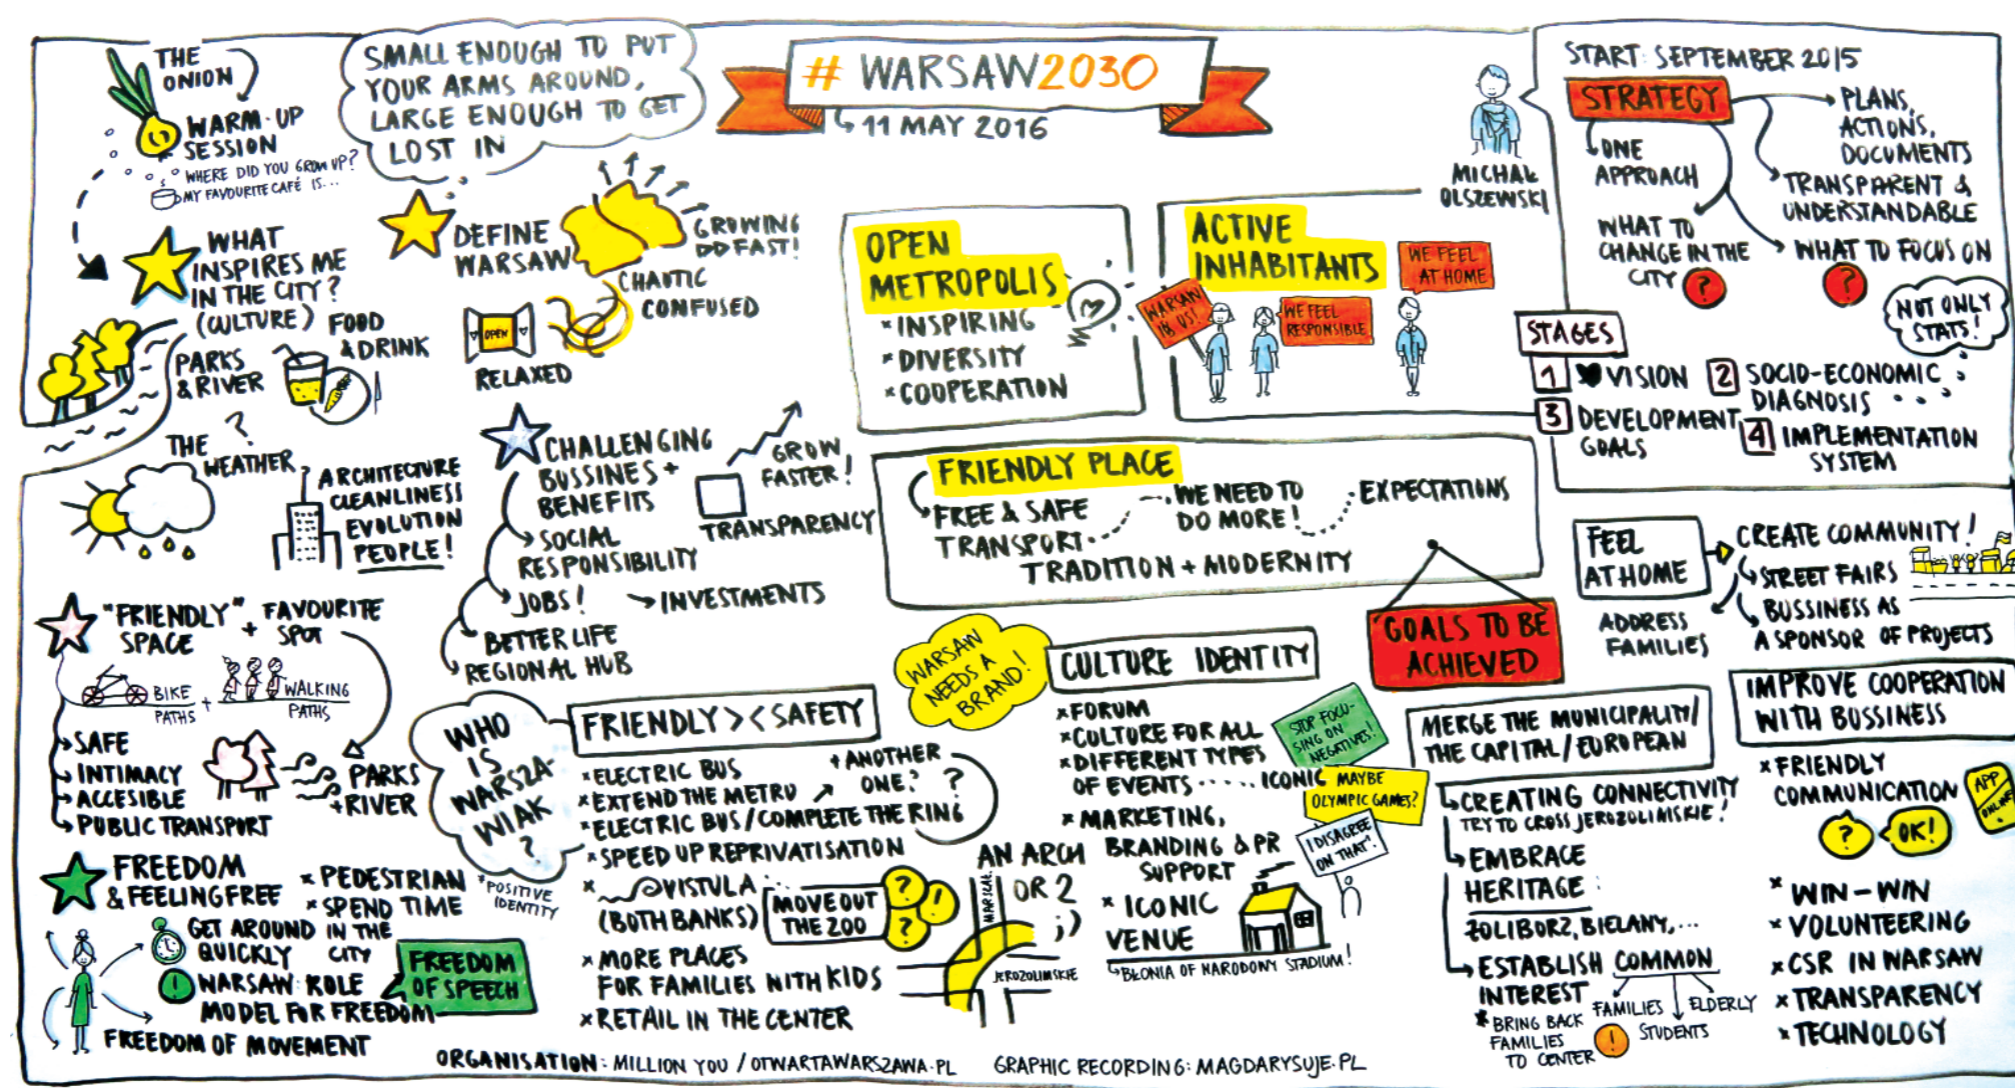 # WARSAW2030
11 MAY 2016
THE
ONION
WARM-UP
SESSION
WHERE DID YOU GROW UP?
MY FAVOURITE CAFÉ IS...
SMALL ENOUGH TO PUT
YOUR ARMS AROUND,
LARGE ENOUGH TO GET
LOST IN
WHAT
INSPIRES ME
IN THE CITY?
(CULTURE)
FOOD
& DRINK
PARKS
& RIVER
THE
WEATHER
?
ARCHITECTURE
CLEANLINESS
EVOLUTION
PEOPLE!
DEFINE
WARSAW
GROWING
FAST!
CHAOTIC
CONFUSED
OPEN
RELAXED
CHALLENGING
BUSSINES +
BENEFITS
GROW
FASTER!
TRANSPARENCY
SOCIAL
RESPONSIBILITY
JOBS!
INVESTMENTS
BETTER LIFE
REGIONAL HUB
"FRIENDLY"
SPACE
+
FAVOURITE
SPOT
BIKE
PATHS
+
WALKING
PATHS
SAFE
INTIMACY
ACCESIBLE
PUBLIC TRANSPORT
PARKS
+ RIVER
FREEDOM
& FEELING FREE
* PEDESTRIAN
* SPEND TIME
IN THE
CITY
GET AROUND
QUICKLY
! WARSAW: ROLE
MODEL FOR FREEDOM
FREEDOM
OF SPEECH
FREEDOM OF MOVEMENT
OPEN
METROPOLIS
* INSPIRING
* DIVERSITY
* COOPERATION
ACTIVE
INHABITANTS
WARSAW
IS US!
WE FEEL
RESPONSIBLE
WE FEEL
AT HOME
FRIENDLY PLACE
FREE & SAFE
TRANSPORT
WE NEED TO
DO MORE!
EXPECTATIONS
TRADITION + MODERNITY
GOALS TO BE
ACHIEVED
MICHAŁ
OLSZEWSKI
START: SEPTEMBER 2015
STRATEGY
PLANS,
ACTIONS,
DOCUMENTS
ONE
APPROACH
TRANSPARENT &
UNDERSTANDABLE
WHAT TO
CHANGE IN THE
CITY ?
WHAT TO FOCUS ON
?
NOT ONLY
STATS!
STAGES
1 VISION
2 SOCIO-ECONOMIC
DIAGNOSIS
3 DEVELOPMENT
GOALS
4 IMPLEMENTATION
SYSTEM
FEEL
AT HOME
CREATE COMMUNITY!
STREET FAIRS
BUSSINESS AS
A SPONSOR OF PROJECTS
ADDRESS
FAMILIES
WHO
IS
WARSZA-
WIAK
?
* POSITIVE
IDENTITY
FRIENDLY >< SAFETY
* ELECTRIC BUS
* EXTEND THE METRO
+ ANOTHER
ONE? ?
* ELECTRIC BUS/COMPLETE THE RING
* SPEED UP REPRIVATISATION
* VISTULA
(BOTH BANKS)
MOVE OUT
THE ZOO
?
!
?
* MORE PLACES
FOR FAMILIES WITH KIDS
* RETAIL IN THE CENTER
WARSAW
NEEDS A
BRAND!
CULTURE IDENTITY
* FORUM
* CULTURE FOR ALL
* DIFFERENT TYPES
OF EVENTS ..... ICONIC
STOP FOCU-
SING ON
NEGATIVES!
MAYBE
OLYMPIC GAMES?
* MARKETING,
BRANDING & PR
SUPPORT
I DISAGREE
ON THAT!
* ICONIC
VENUE
BŁONIA OF NARODOWY STADIUM!
AN ARCH
OR 2
;)
JEROZOLIMSKIE
MERGE THE MUNICIPALITY/
THE CAPITAL/EUROPEAN
CREATING CONNECTIVITY
TRY TO CROSS JEROZOLIMSKIE!
EMBRACE
HERITAGE:
ŻOLIBORZ, BIELANY,...
ESTABLISH COMMON
INTEREST
FAMILIES
STUDENTS
ELDERLY
* BRING BACK
FAMILIES
TO CENTER !
IMPROVE COOPERATION
WITH BUSSINESS
* FRIENDLY
COMMUNICATION
APP
ONLINE
?
OK!
* WIN-WIN
* VOLUNTEERING
* CSR IN WARSAW
* TRANSPARENCY
* TECHNOLOGY
ORGANISATION: MILLION YOU / OTWARTAWARSZAWA.PL
GRAPHIC RECORDING: MAGDARYSUJE.PL